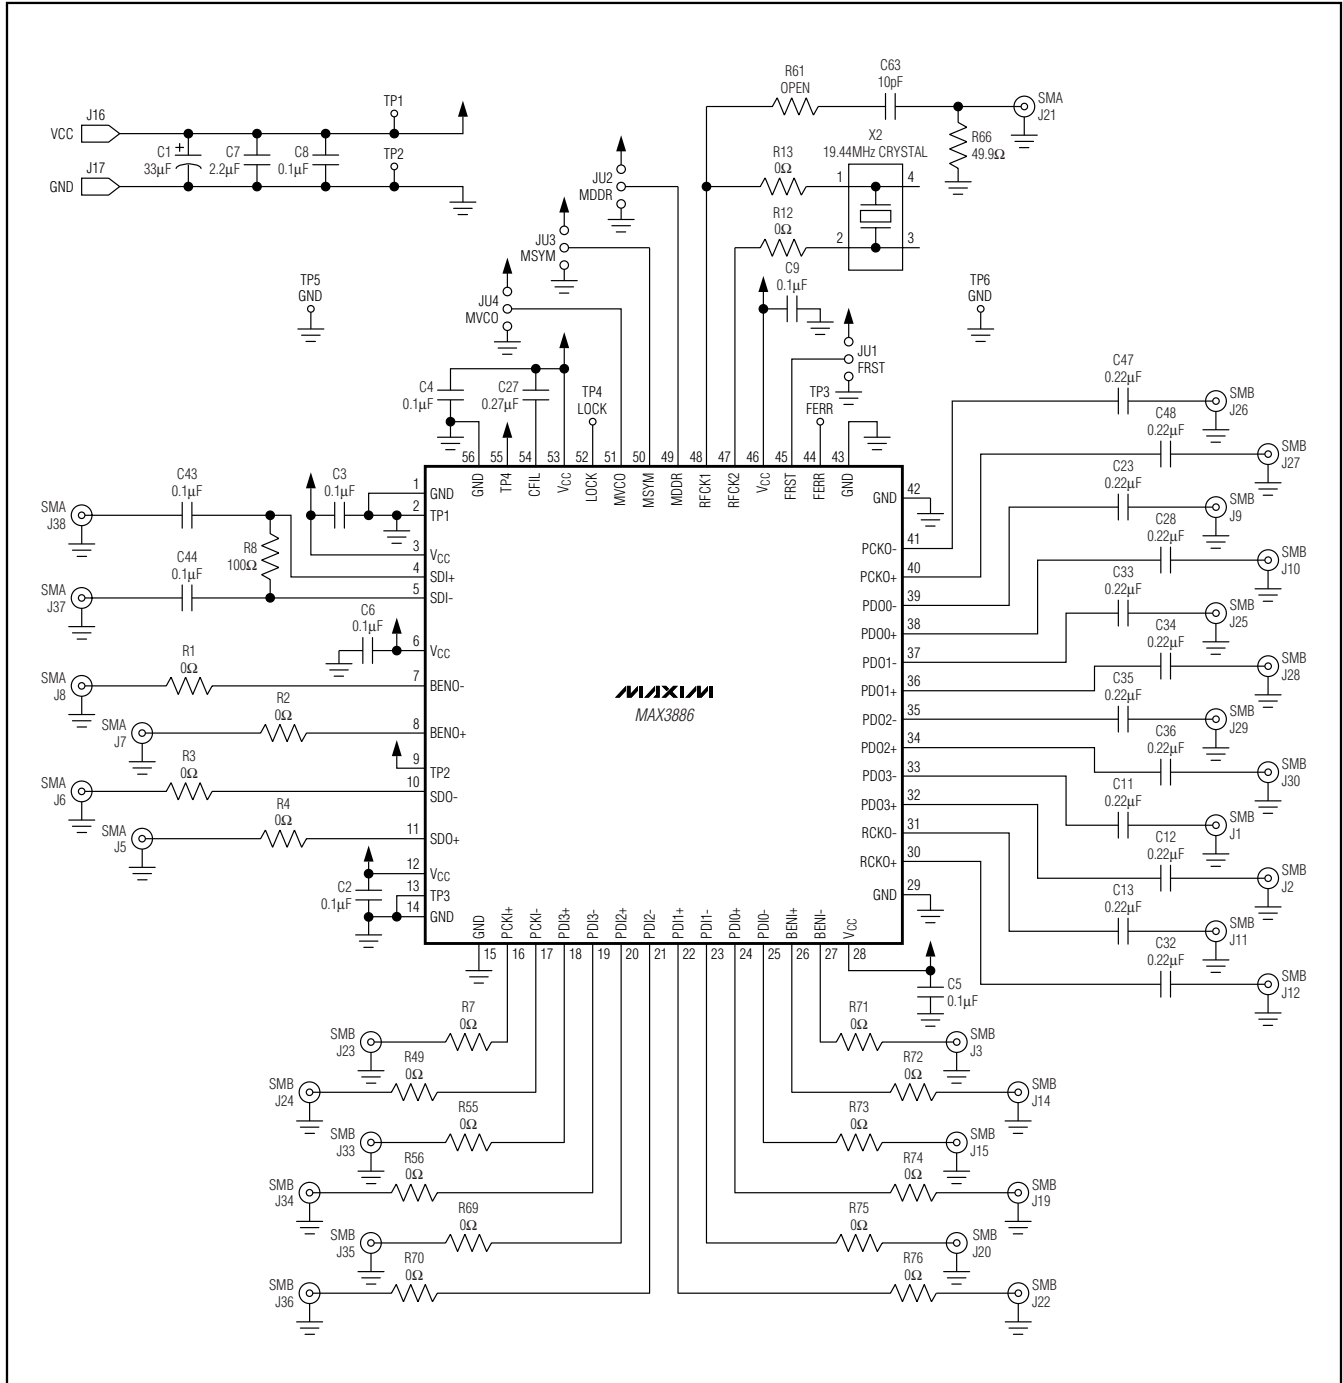 R61
OPEN
C63
10pF
SMA
J21
J16
VCC
TP1
C1
+
33µF
C7
2.2µF
C8
0.1µF
TP2
J17
GND
X2
19.44MHz CRYSTAL
R66
49.9Ω
R13
0Ω
1
4
JU2
MDDR
R12
0Ω
2
3
JU3
MSYM
C9
0.1µF
TP5
GND
JU4
MVCO
TP6
GND
JU1
FRST
C4
0.1µF
C27
0.27µF
TP4
LOCK
TP3
FERR
C47
0.22µF
SMB
J26
C48
0.22µF
SMB
J27
56 55 54 53 52 51 50 49 48 47 46 45 44 43
GND TP4 CFIL VCC LOCK MVCO MSYM MDDR RFCK1 RFCK2 VCC FRST FERR GND
C43
0.1µF
SMA
J38
C3
0.1µF
1 GND
2 TP1
3 VCC
4 SDI+
5 SDI-
R8
100Ω
C44
0.1µF
SMA
J37
C6
0.1µF
6 VCC
R1
0Ω
SMA
J8
7 BENO-
R2
0Ω
SMA
J7
8 BENO+
R3
0Ω
9 TP2
SMA
J6
10 SDO-
R4
0Ω
SMA
J5
11 SDO+
12 VCC
13 TP3
14 GND
C2
0.1µF
MAXIM
MAX3886
GND 42
PCKO- 41
PCKO+ 40
PDO0- 39
PDO0+ 38
PDO1- 37
PDO1+ 36
PDO2- 35
PDO2+ 34
PDO3- 33
PDO3+ 32
RCKO- 31
RCKO+ 30
GND 29
C23
0.22µF
SMB
J9
C28
0.22µF
SMB
J10
C33
0.22µF
SMB
J25
C34
0.22µF
SMB
J28
C35
0.22µF
SMB
J29
C36
0.22µF
SMB
J30
C11
0.22µF
SMB
J1
C12
0.22µF
SMB
J2
C13
0.22µF
SMB
J11
C32
0.22µF
SMB
J12
GND PCKI+ PCKI- PDI3+ PDI3- PDI2+ PDI2- PDI1+ PDI1- PDI0+ PDI0- BENI+ BENI- VCC
15 16 17 18 19 20 21 22 23 24 25 26 27 28
C5
0.1µF
R7
0Ω
SMB
J23
R49
0Ω
SMB
J24
R55
0Ω
SMB
J33
R56
0Ω
SMB
J34
R69
0Ω
SMB
J35
R70
0Ω
SMB
J36
R71
0Ω
SMB
J3
R72
0Ω
SMB
J14
R73
0Ω
SMB
J15
R74
0Ω
SMB
J19
R75
0Ω
SMB
J20
R76
0Ω
SMB
J22